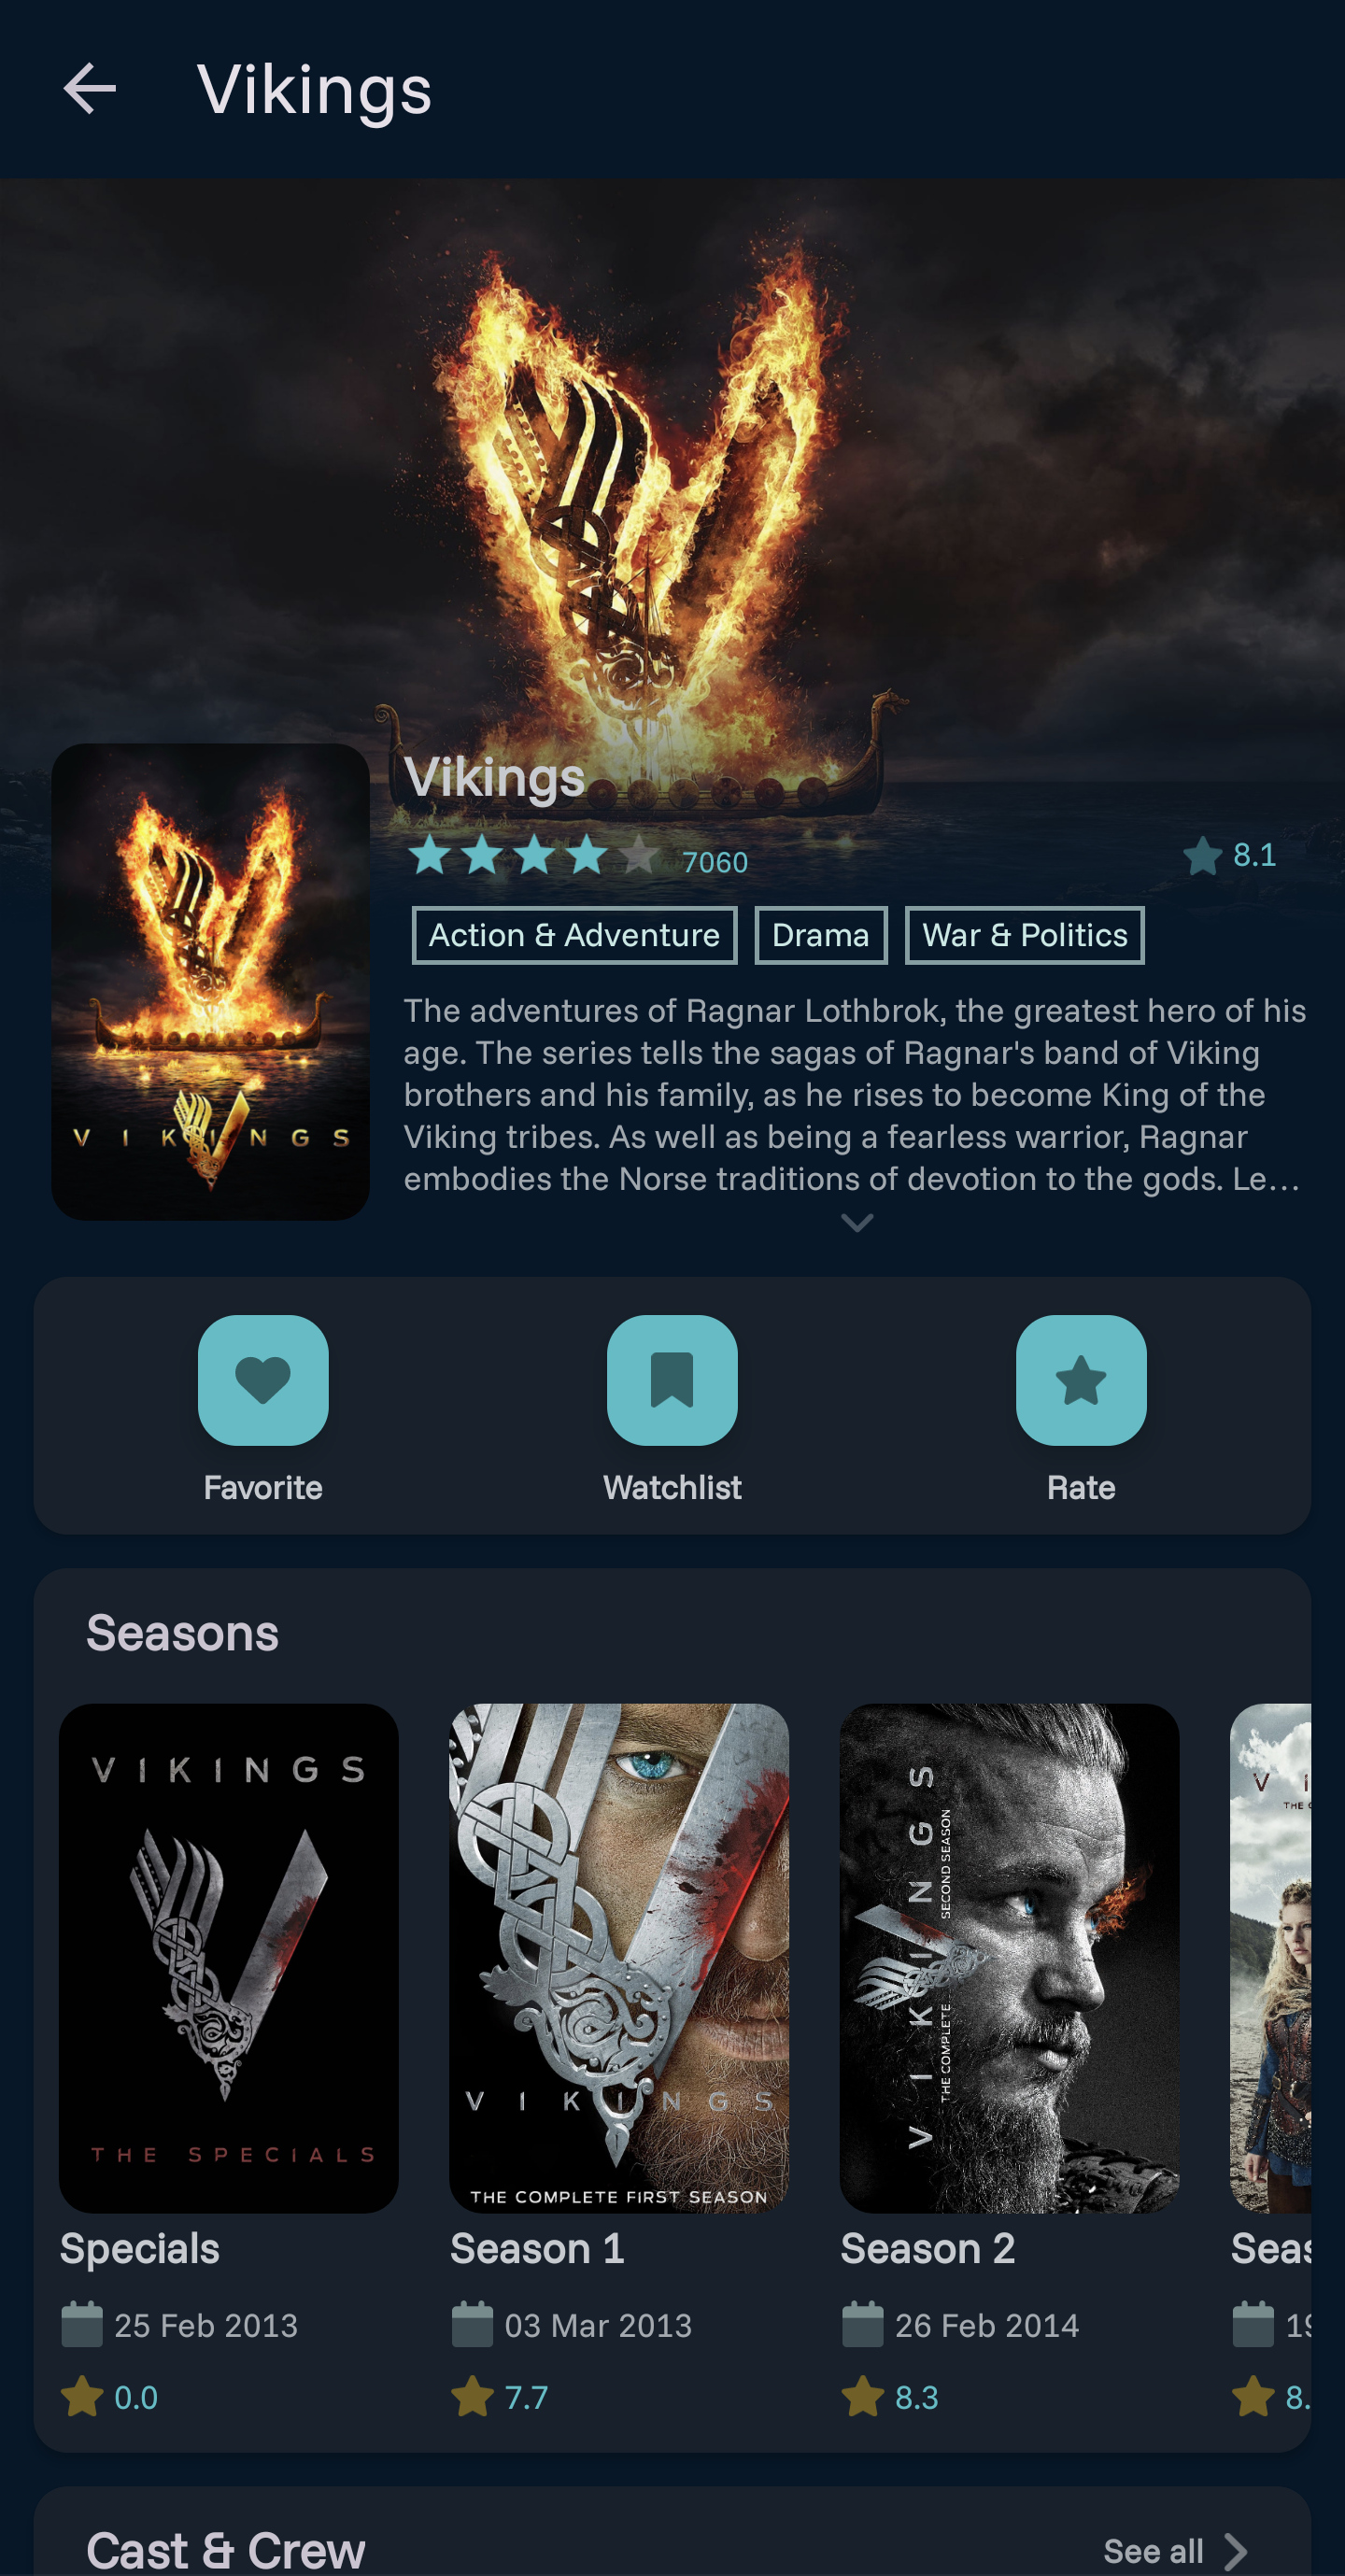 Vikings
Vikings
7060
8.1
Action & Adventure
Drama
War & Politics
The adventures of Ragnar Lothbrok, the greatest hero of his
age. The series tells the sagas of Ragnar's band of Viking
brothers and his family, as he rises to become King of the
Viking tribes. As well as being a fearless warrior, Ragnar
embodies the Norse traditions of devotion to the gods. Le...
VIKINGS
Favorite
Watchlist
Rate
Seasons
VIKINGS
THE SPECIALS
VIKINGS
THE COMPLETE FIRST SEASON
VIKINGS
THE COMPLETE SECOND SEASON
Specials
Season 1
Season 2
25 Feb 2013
03 Mar 2013
26 Feb 2014
0.0
7.7
8.3
Cast & Crew
See all